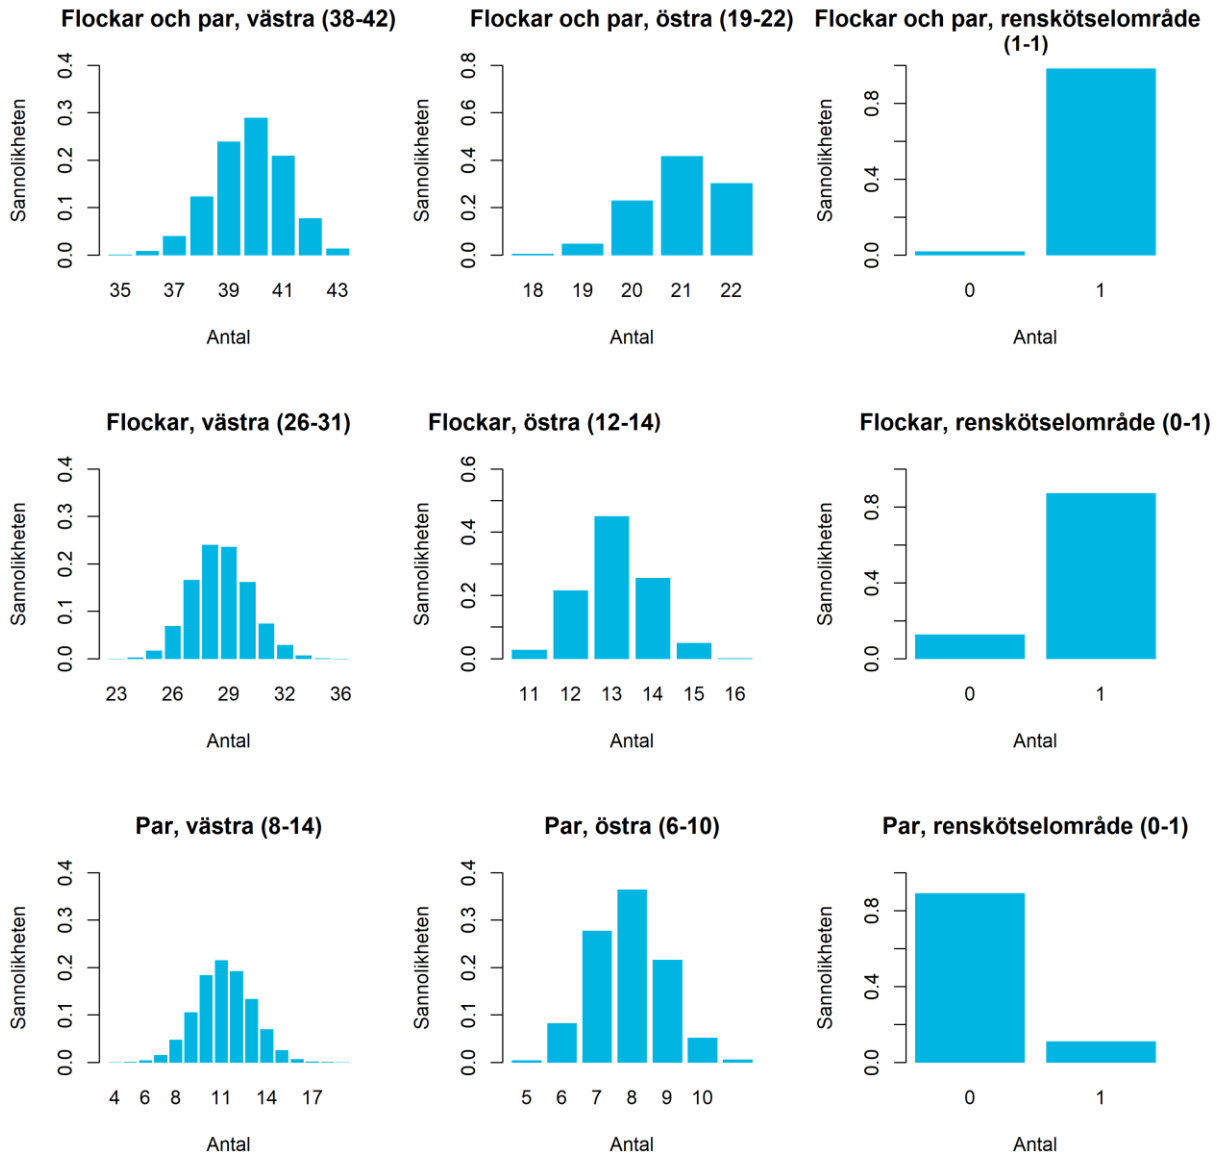 Flockar och par, västra (38-42)
Sannolikheten
0.0 0.1 0.2 0.3 0.4
35 37 39 41 43
Antal
Flockar och par, östra (19-22)
Sannolikheten
0.0 0.2 0.4 0.6 0.8
18 19 20 21 22
Antal
Flockar och par, renskötselområde
(1-1)
Sannolikheten
0.0 0.4 0.8
0 1
Antal
Flockar, västra (26-31)
Sannolikheten
0.0 0.1 0.2 0.3 0.4
23 26 29 32 36
Antal
Flockar, östra (12-14)
Sannolikheten
0.0 0.2 0.4 0.6
11 12 13 14 15 16
Antal
Flockar, renskötselområde (0-1)
Sannolikheten
0.0 0.4 0.8
0 1
Antal
Par, västra (8-14)
Sannolikheten
0.0 0.1 0.2 0.3 0.4
4 6 8 11 14 17
Antal
Par, östra (6-10)
Sannolikheten
0.0 0.1 0.2 0.3 0.4
5 6 7 8 9 10
Antal
Par, renskötselområde (0-1)
Sannolikheten
0.0 0.4 0.8
0 1
Antal